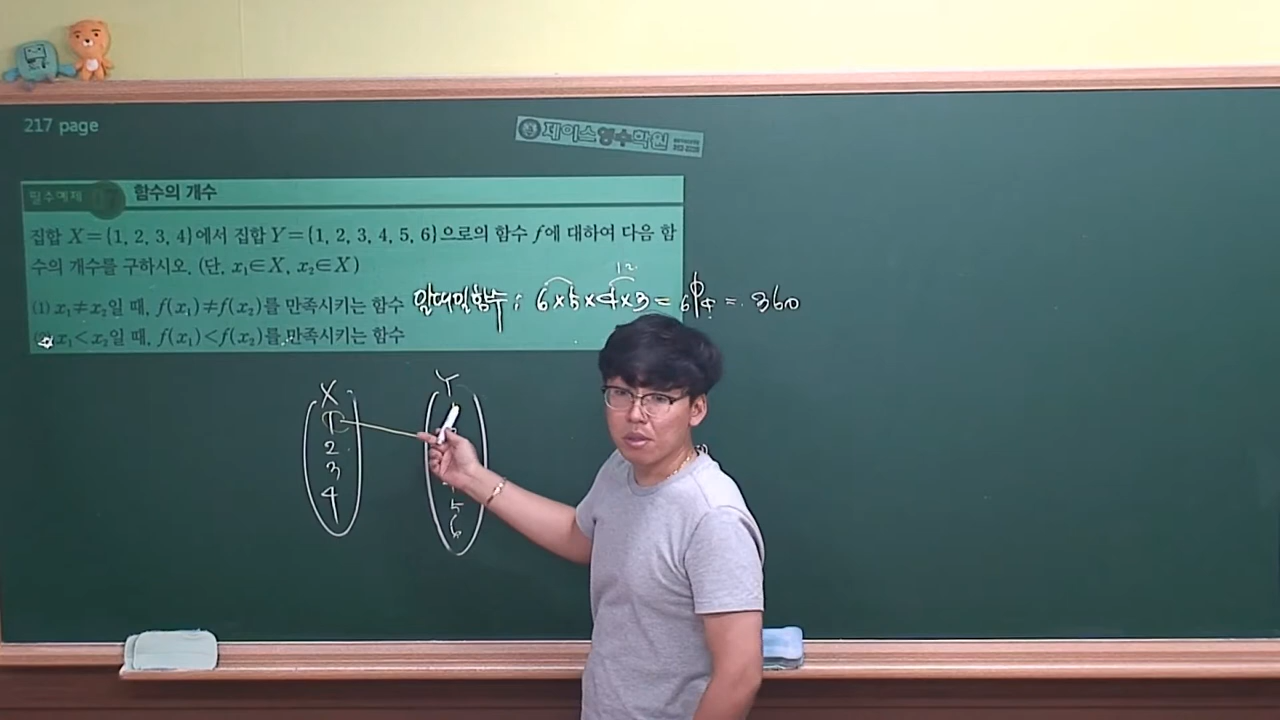 217 page
제이스영수학원
필수예제 07 함수의 개수
집합 X={1, 2, 3, 4}에서 집합 Y={1, 2, 3, 4, 5, 6}으로의 함수 f에 대하여 다음 함
수의 개수를 구하시오. (단, x₁∈X, x₂∈X)
12
(1) x₁≠x₂일 때, f(x₁)≠f(x₂)를 만족시키는 함수 일대일함수 : 6×5×4×3 = ₆P₄ = 360
(2) x₁<x₂일 때, f(x₁)<f(x₂)를 만족시키는 함수
X Y
1
2
3
4
5
6